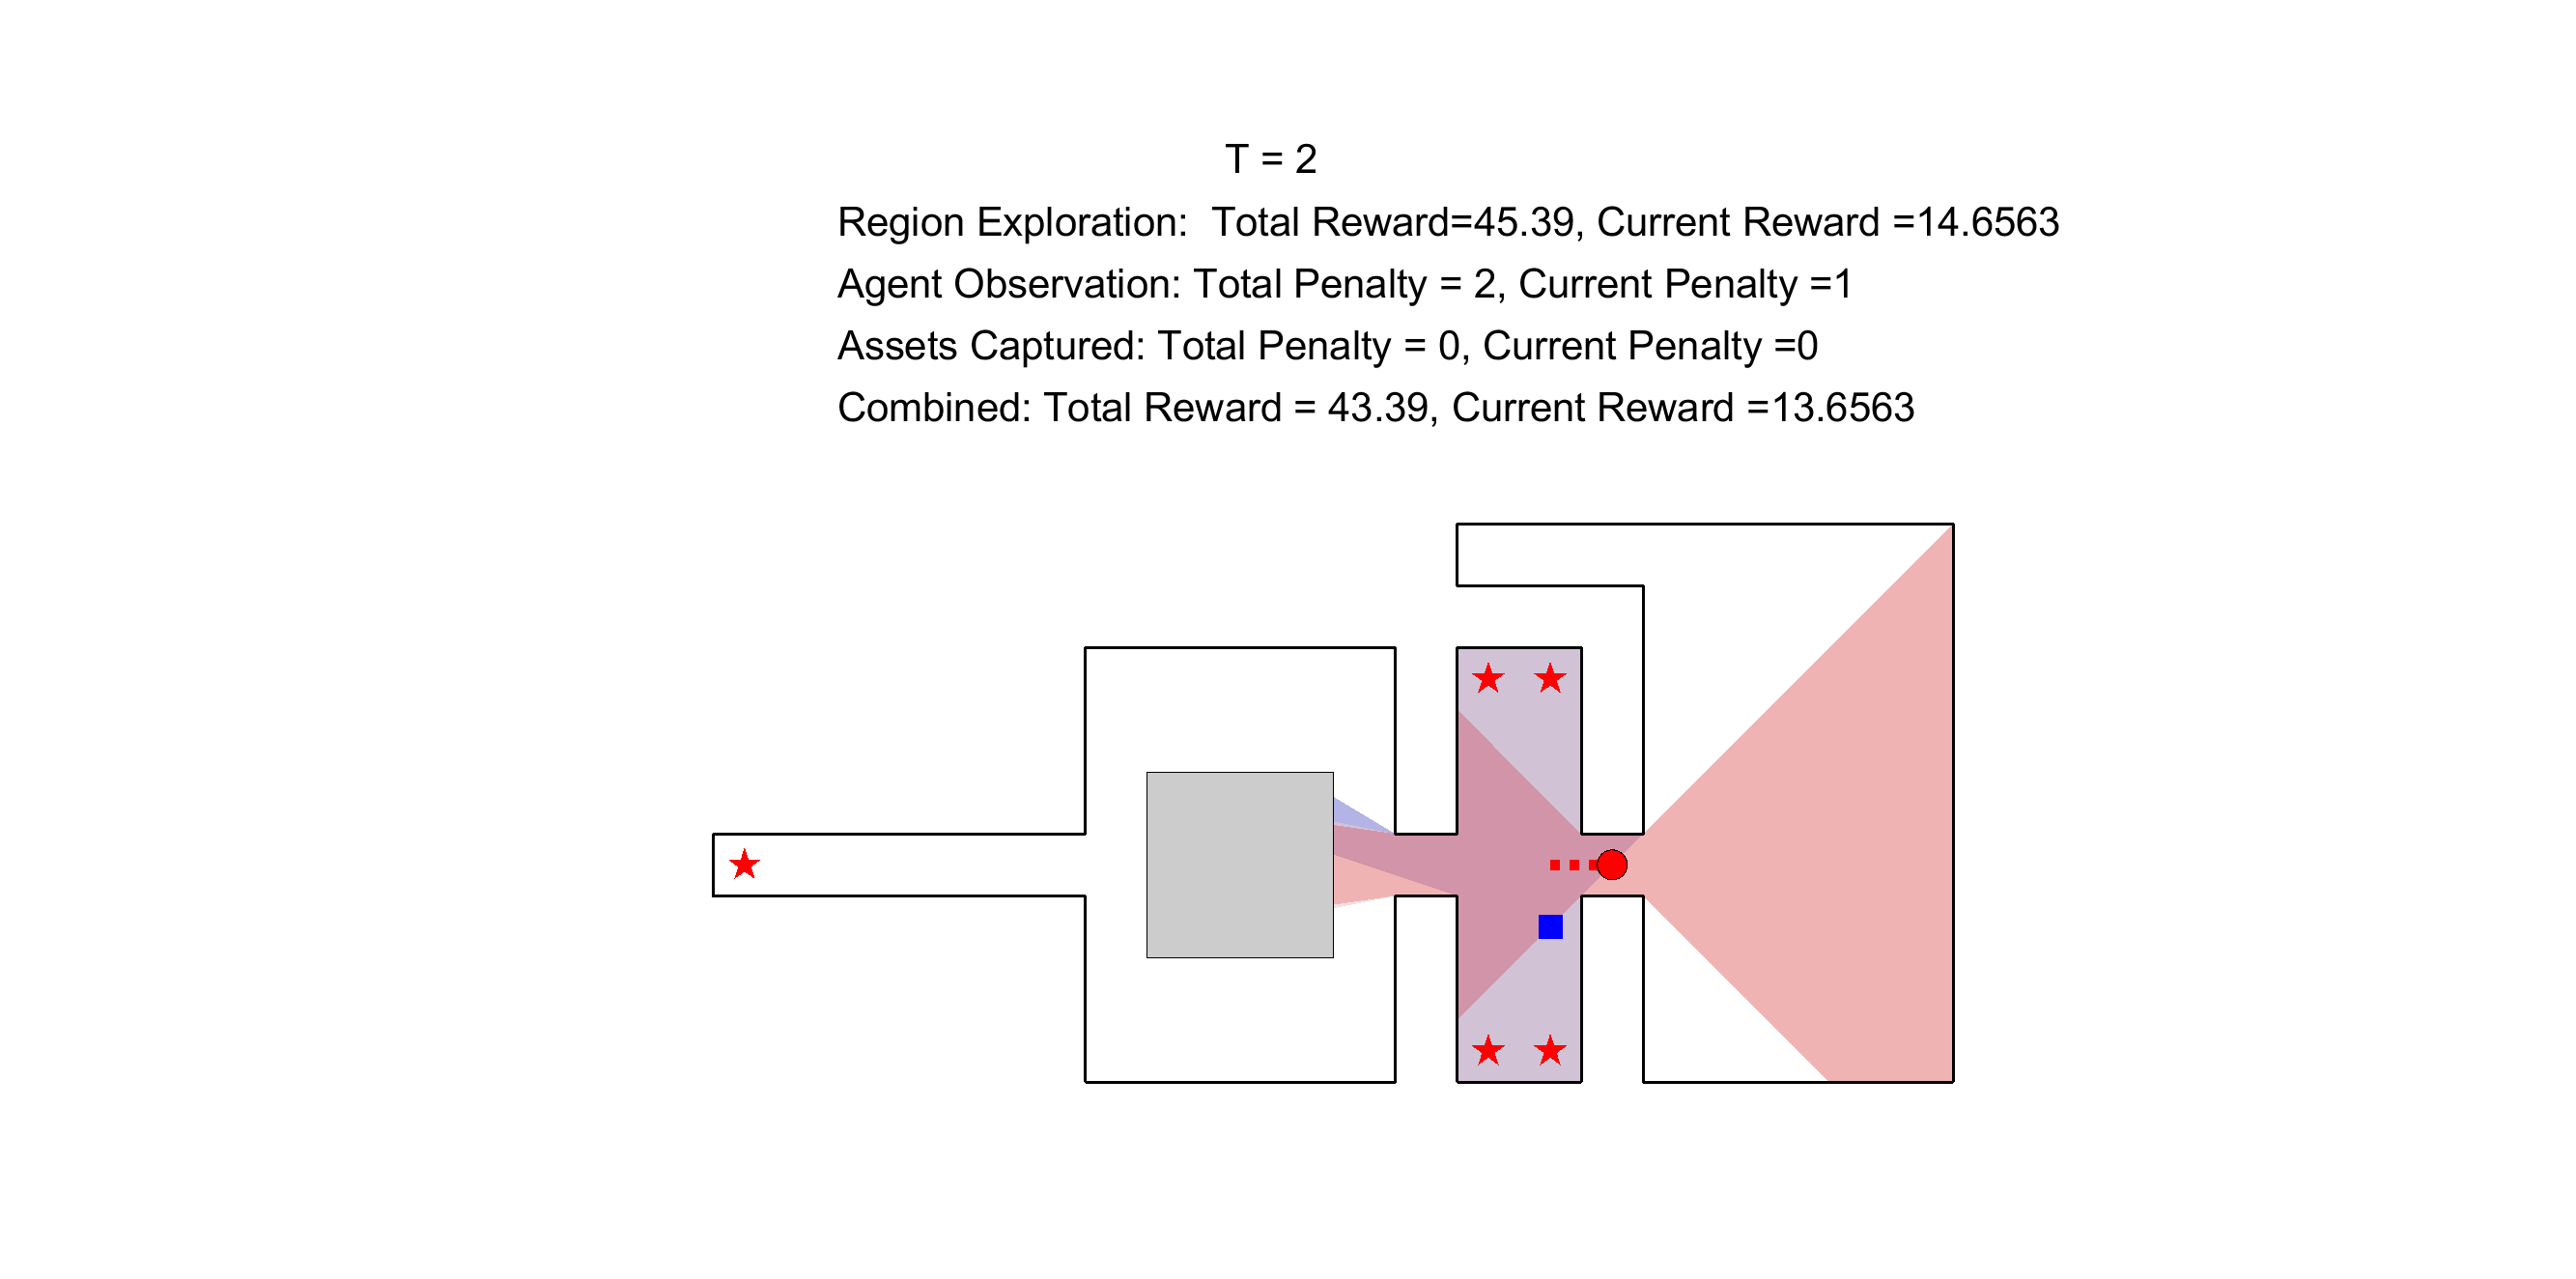 T = 2
Region Exploration:  Total Reward=45.39, Current Reward =14.6563
Agent Observation: Total Penalty = 2, Current Penalty =1
Assets Captured: Total Penalty = 0, Current Penalty =0
Combined: Total Reward = 43.39, Current Reward =13.6563